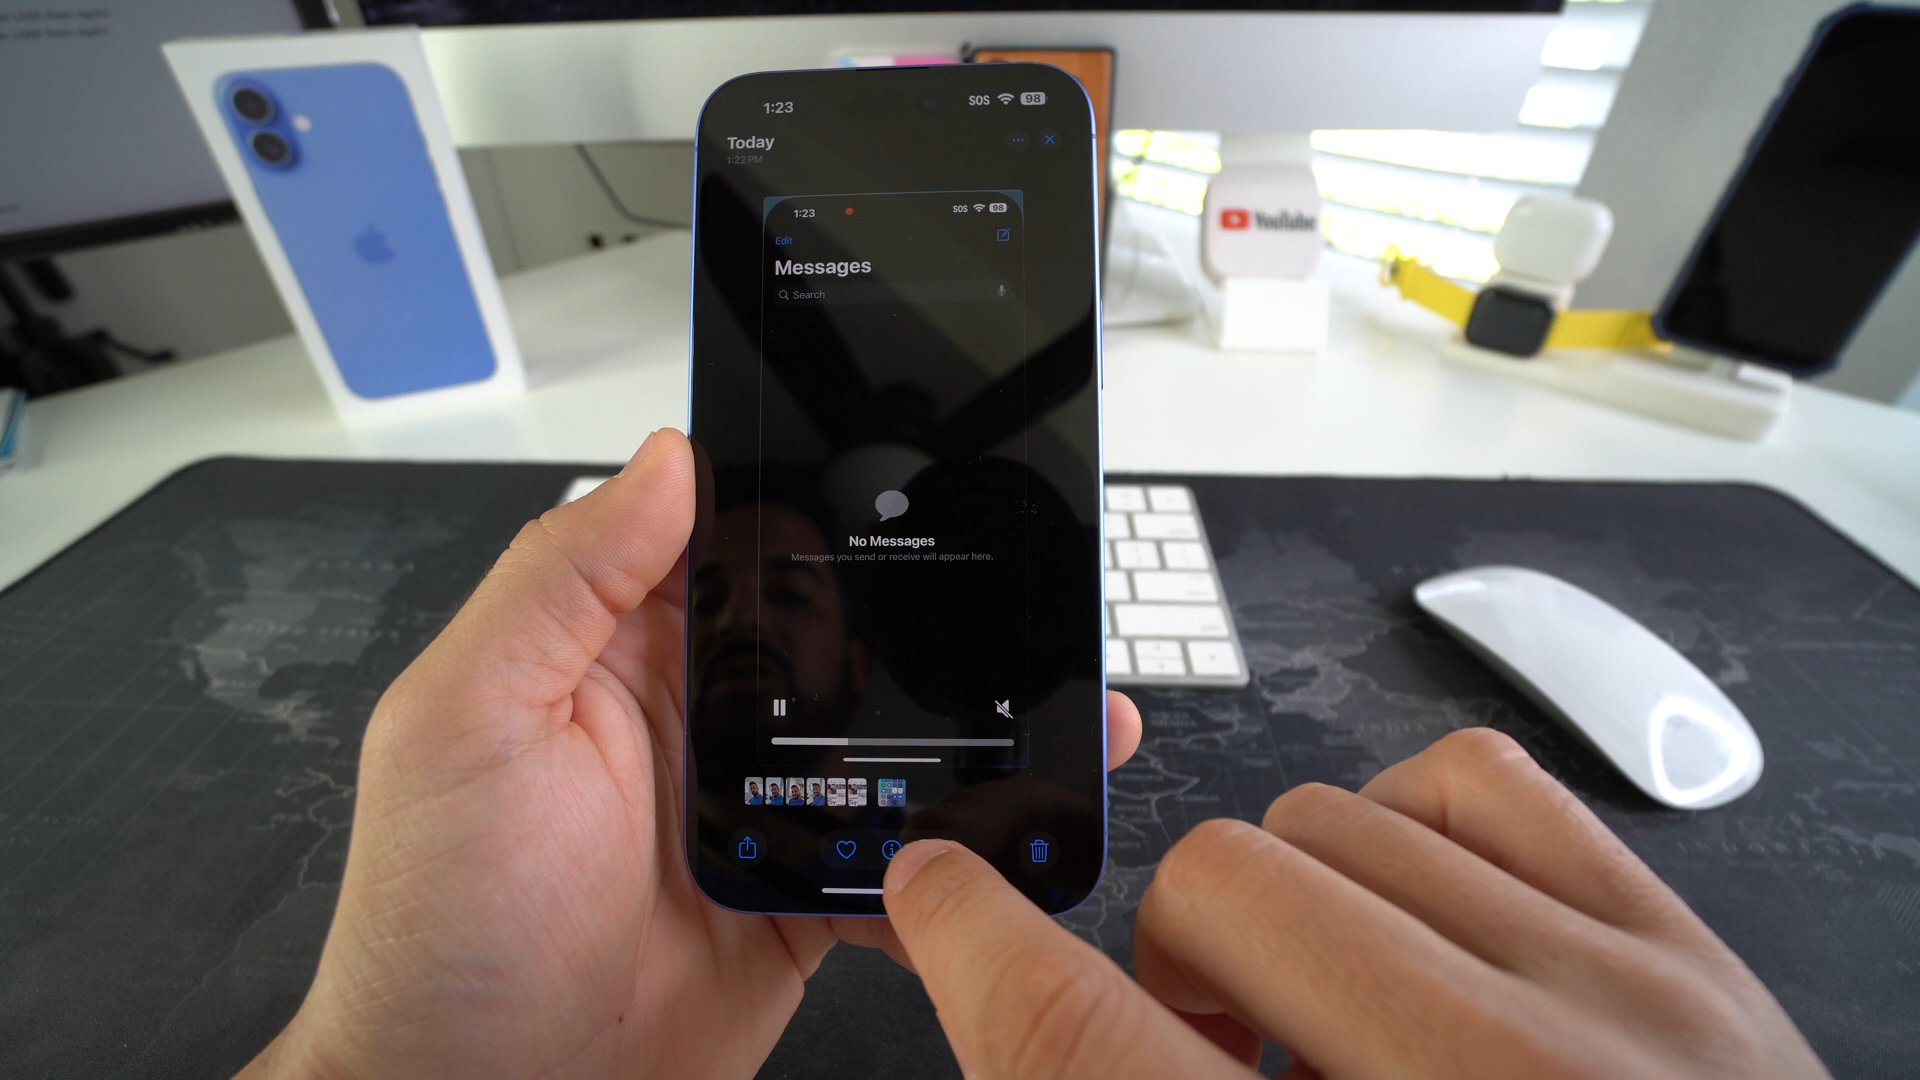 1:23
SOS 98
Today
1:22 PM
1:23
SOS 98
Edit
Messages
Search
No Messages
Messages you send or receive will appear here.
YouTube